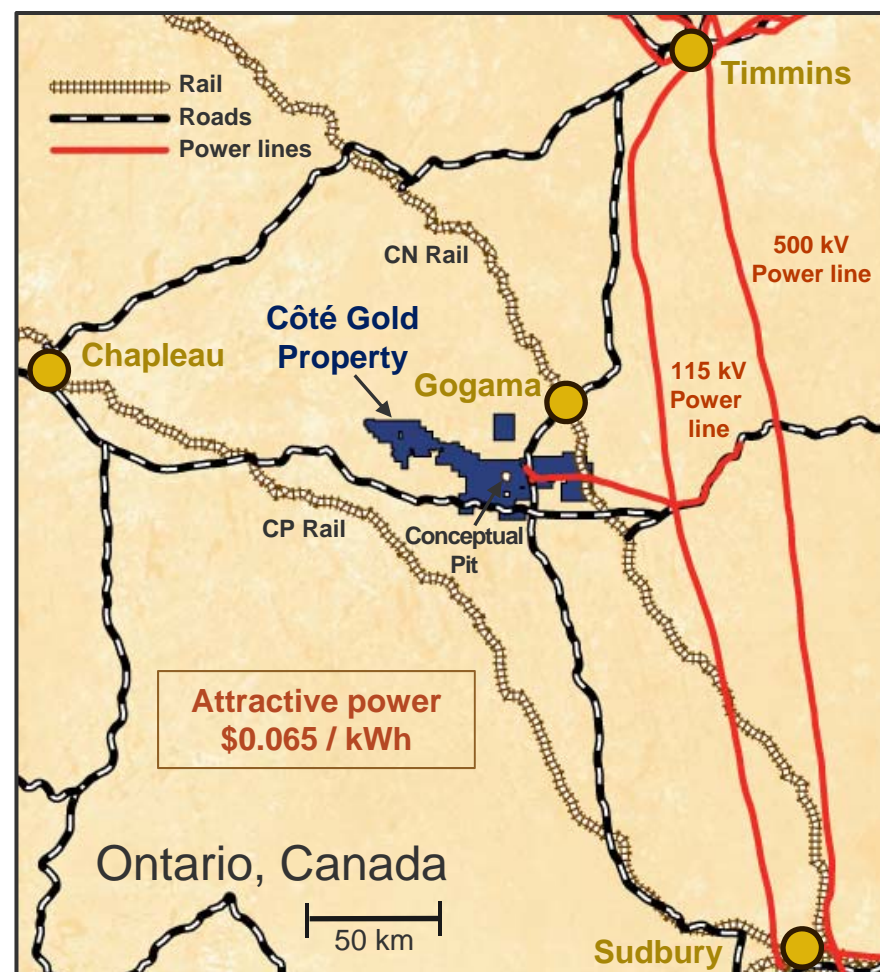 Timmins
Rail
Roads
Power lines
CN Rail
500 kV
Power line
Côté Gold
Property
Chapleau
Gogama
115 kV
Power
line
CP Rail
Conceptual
Pit
Attractive power
$0.065 / kWh
Ontario, Canada
50 km
Sudbury